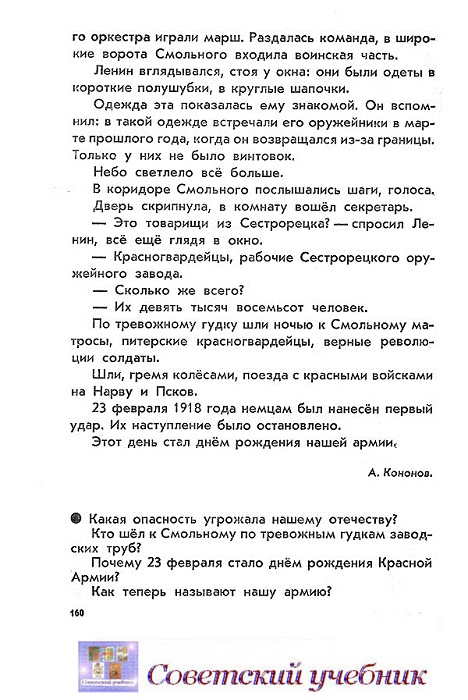 го оркестра играли марш. Раздалась команда, в широ-
кие ворота Смольного входила воинская часть.
Ленин вглядывался, стоя у окна: они были одеты в
короткие полушубки, в круглые шапочки.
Одежда эта показалась ему знакомой. Он вспом-
нил: в такой одежде встречали его оружейники в мар-
те прошлого года, когда он возвращался из-за границы.
Только у них не было винтовок.
Небо светлело всё больше.
В коридоре Смольного послышались шаги, голоса.
Дверь скрипнула, в комнату вошёл секретарь.
— Это товарищи из Сестрорецка? — спросил Ле-
нин, всё ещё глядя в окно.
— Красногвардейцы, рабочие Сестрорецкого ору-
жейного завода.
— Сколько же всего?
— Их девять тысяч восемьсот человек.
По тревожному гудку шли ночью к Смольному ма-
тросы, питерские красногвардейцы, верные револю-
ции солдаты.
Шли, гремя колёсами, поезда с красными войсками
на Нарву и Псков.
23 февраля 1918 года немцам был нанесён первый
удар. Их наступление было остановлено.
Этот день стал днём рождения нашей армии.
А. Кононов.
Какая опасность угрожала нашему отечеству?
Кто шёл к Смольному по тревожным гудкам завод-
ских труб?
Почему 23 февраля стало днём рождения Красной
Армии?
Как теперь называют нашу армию?
160
Советский учебник
Советский учебник